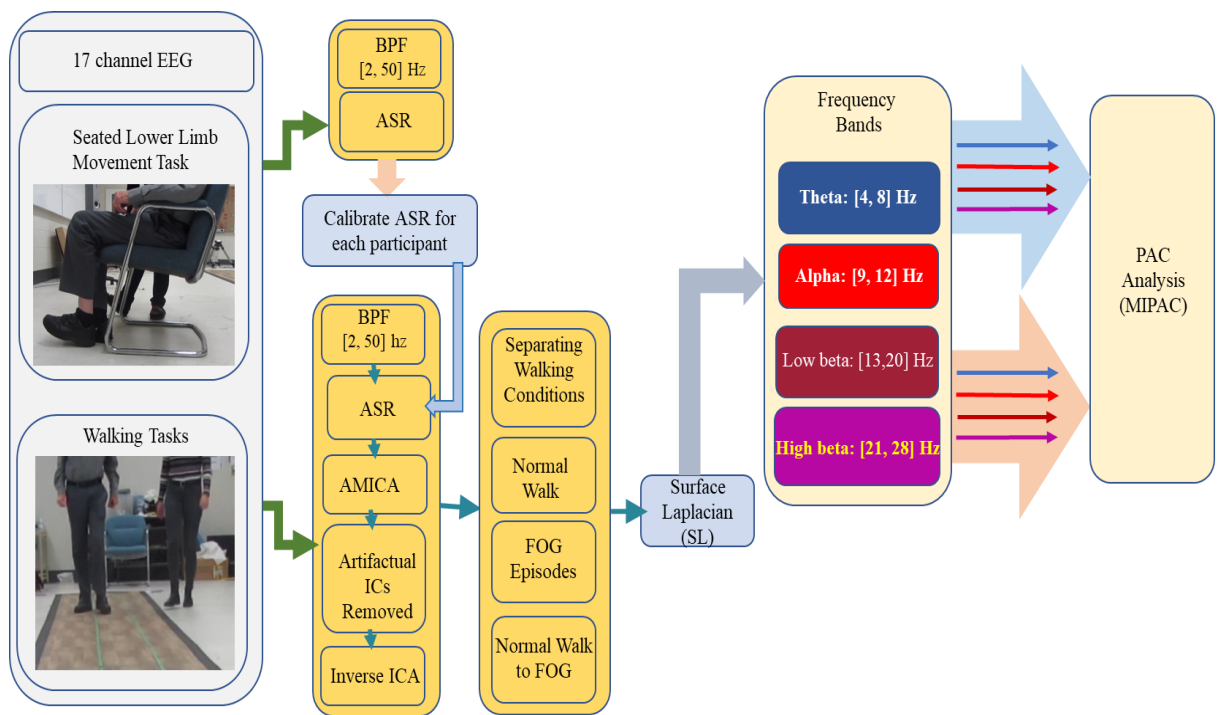 17 channel EEG
Seated Lower Limb
Movement Task
Walking Tasks
BPF
[2, 50] Hz
ASR
Calibrate ASR for
each participant
BPF
[2, 50] hz
ASR
AMICA
Artifactual
ICs
Removed
Inverse ICA
Separating
Walking
Conditions
Normal
Walk
FOG
Episodes
Normal Walk
to FOG
Surface
Laplacian
(SL)
Frequency
Bands
Theta: [4, 8] Hz
Alpha: [9, 12] Hz
Low beta: [13,20] Hz
High beta: [21, 28] Hz
PAC
Analysis
(MIPAC)